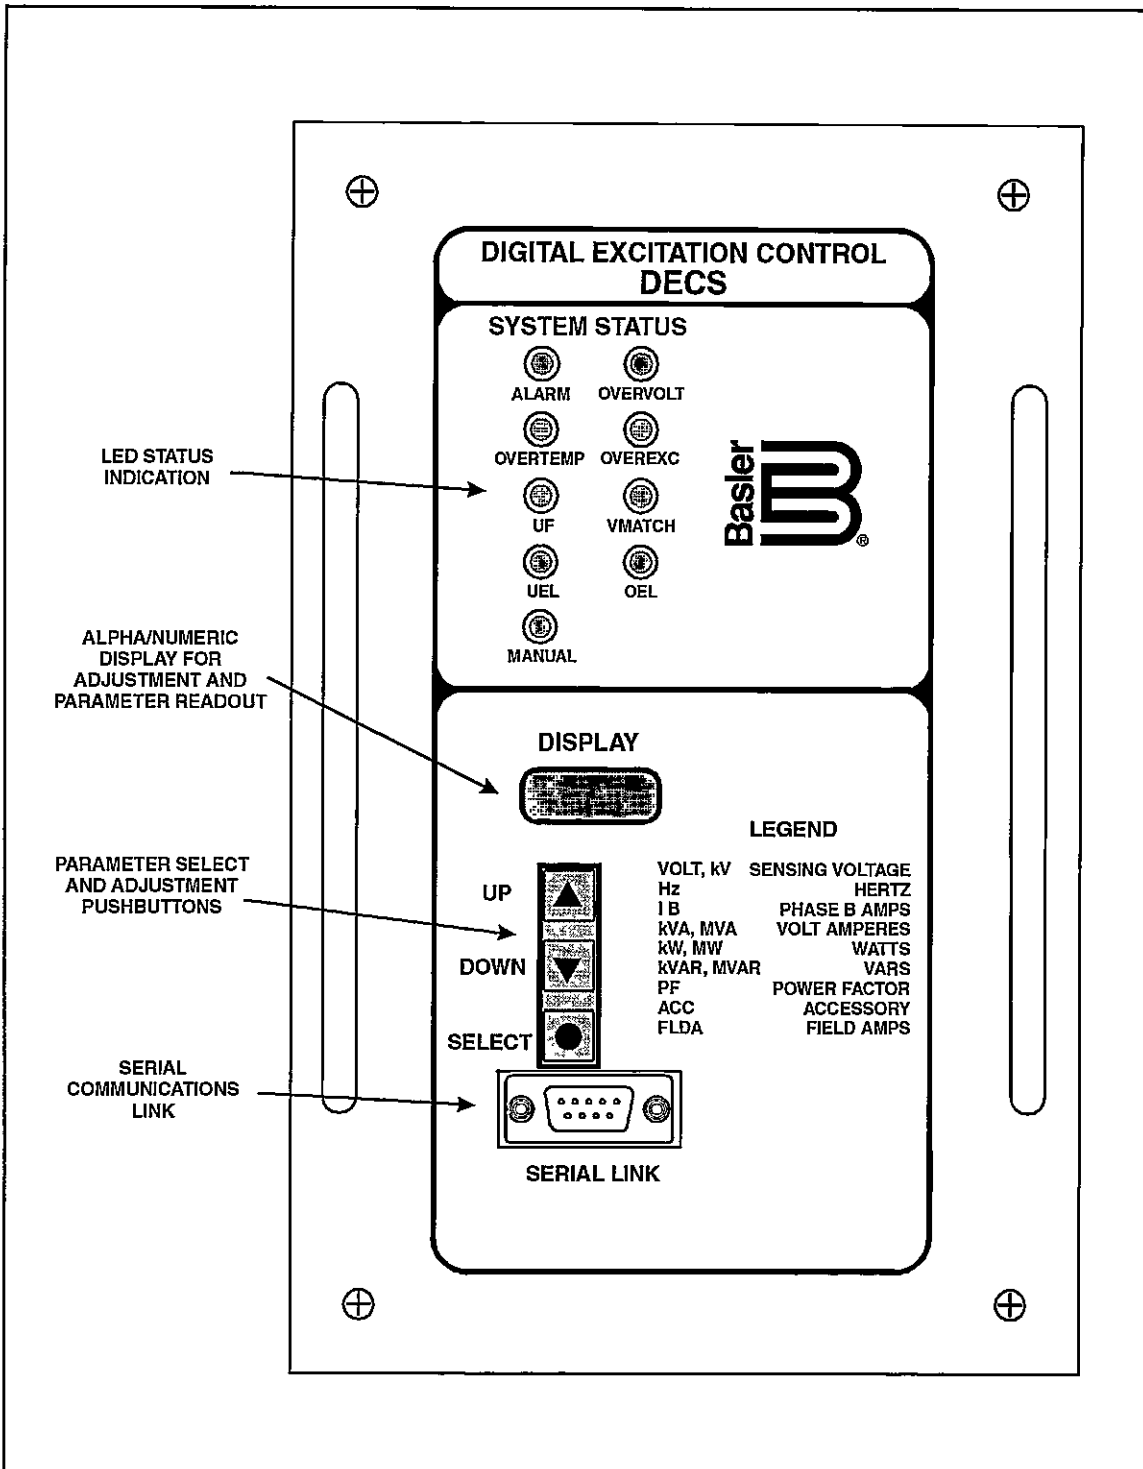 DIGITAL EXCITATION CONTROL
DECS
SYSTEM STATUS
ALARM OVERVOLT
OVERTEMP OVEREXC
UF VMATCH
UEL OEL
MANUAL
Basler
®
LED STATUS
INDICATION
ALPHA/NUMERIC
DISPLAY FOR
ADJUSTMENT AND
PARAMETER READOUT
DISPLAY
PARAMETER SELECT
AND ADJUSTMENT
PUSHBUTTONS
UP
DOWN
SELECT
LEGEND
VOLT, kV SENSING VOLTAGE
Hz HERTZ
I B PHASE B AMPS
kVA, MVA VOLT AMPERES
kW, MW WATTS
kVAR, MVAR VARS
PF POWER FACTOR
ACC ACCESSORY
FLDA FIELD AMPS
SERIAL
COMMUNICATIONS
LINK
SERIAL LINK